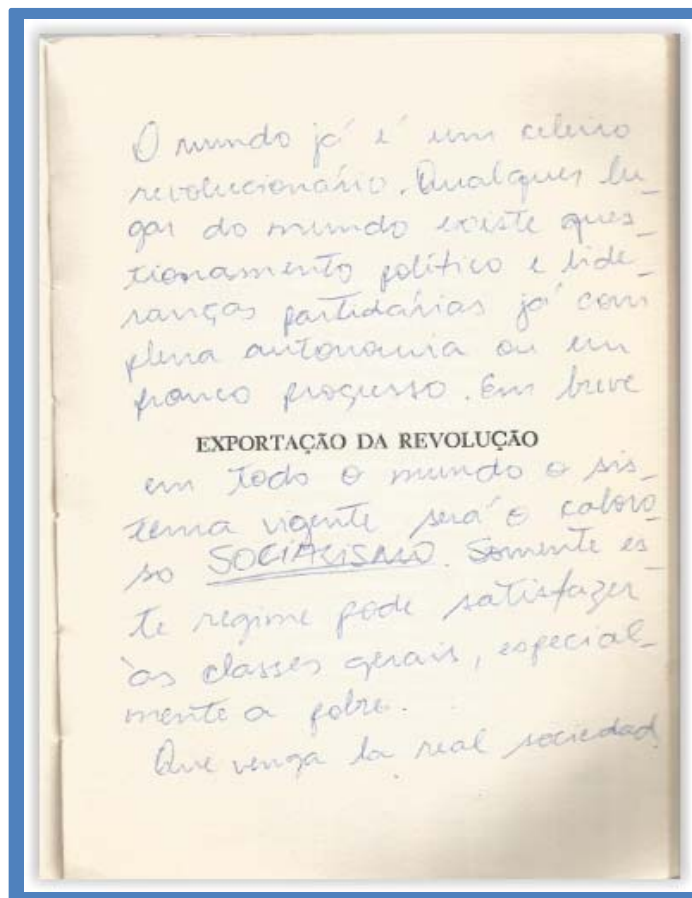 O mundo já é um celeiro
revolucionário. Qualquer lu_
gar do mundo existe ques_
tionamento político e lide_
ranças partidárias já com
plena autonomia ou em
franco progresso. Em breve
EXPORTAÇÃO DA REVOLUÇÃO
em todo o mundo o sis_
tema vigente será o caloro_
so SOCIALISMO. Somente es_
te regime pode satisfazer
às classes gerais, especial_
mente a pobre.
Que venga la real sociedad.